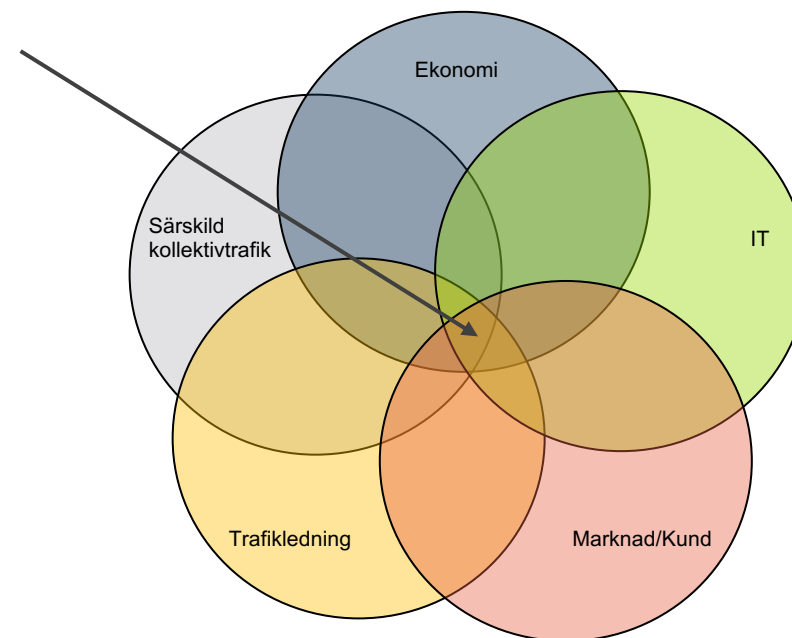 Ekonomi
Särskild
kollektivtrafik
IT
Trafikledning
Marknad/Kund